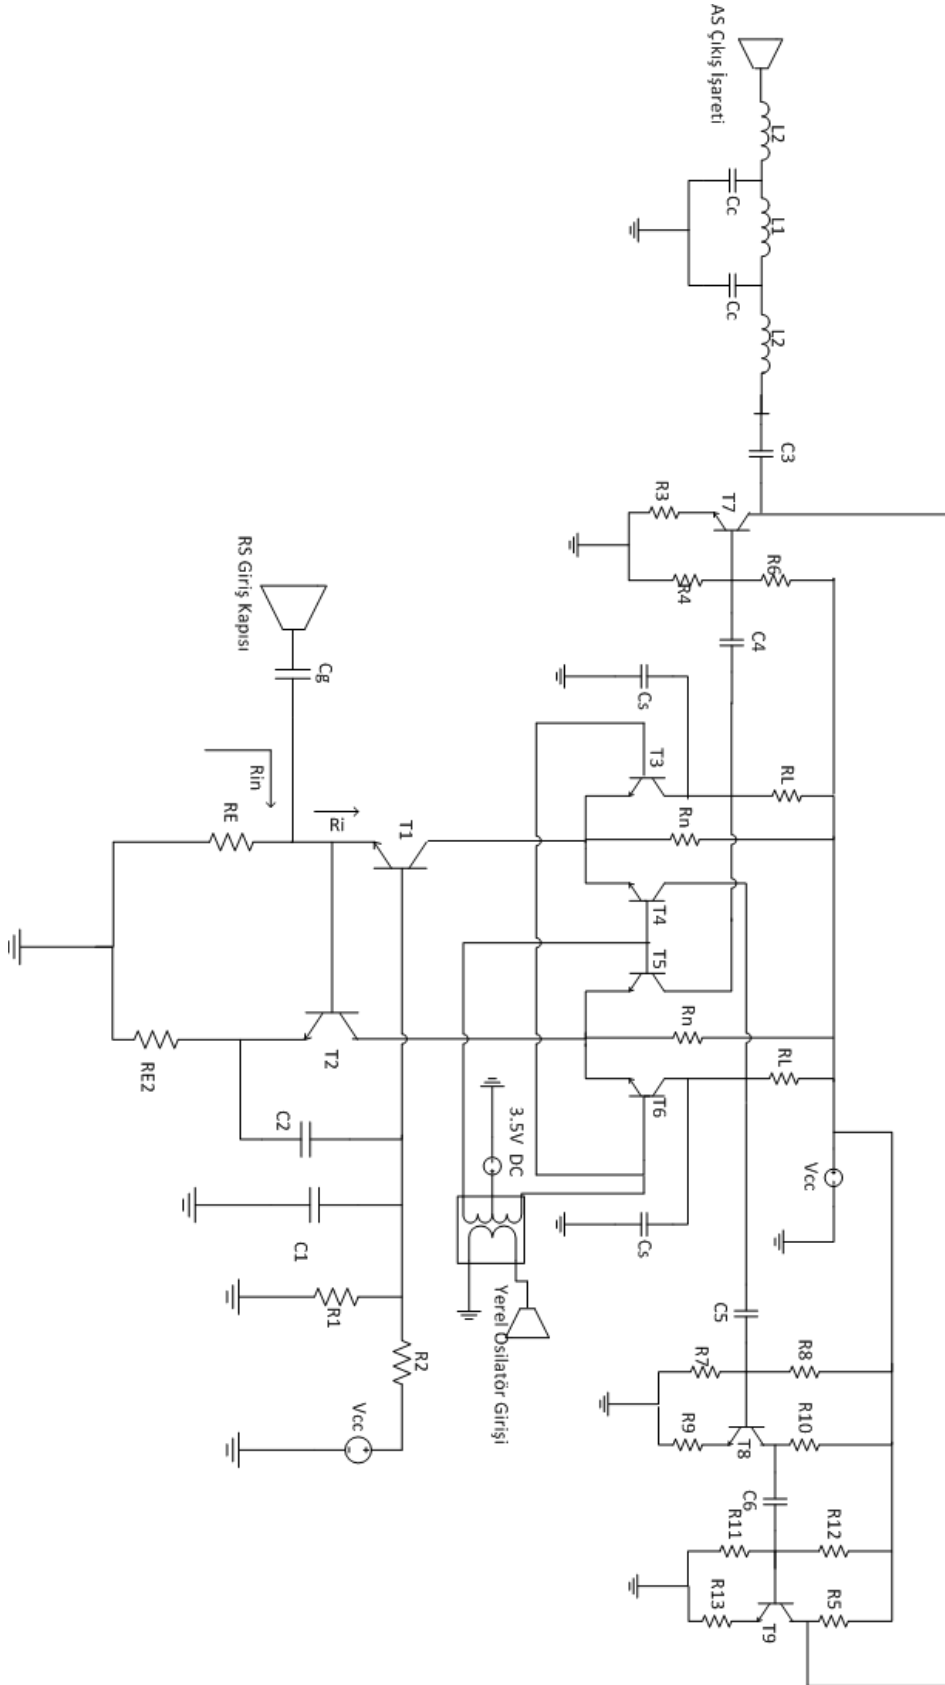 R12
R5
R8
R10
Vcc
L2
L1
L2
C3
R6
RL
RL
T9
C4
T8
C6
Cc
Cc
T7
R11
C5
AS Çıkış İşareti
R13
R7
R9
R4
Rn
Rn
R3
T3
T4
T5
T6
Cs
Cs
3.5V DC
Yerel Osilatör Girişi
R2
T1
Vcc
Ri
R1
T2
Cg
C1
C2
Rin
RS Giriş Kapısı
RE
RE2